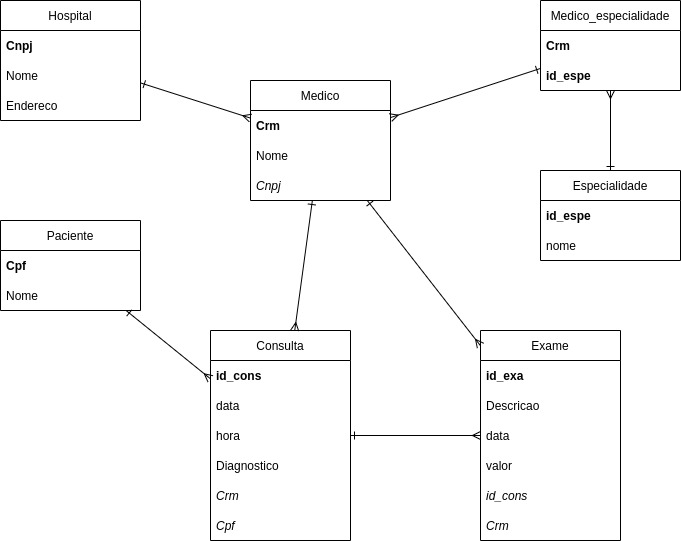 Hospital
Cnpj
Nome
Endereco
Medico
Crm
Nome
Cnpj
Medico_especialidade
Crm
id_espe
Especialidade
id_espe
nome
Paciente
Cpf
Nome
Consulta
id_cons
data
hora
Diagnostico
Crm
Cpf
Exame
id_exa
Descricao
data
valor
id_cons
Crm